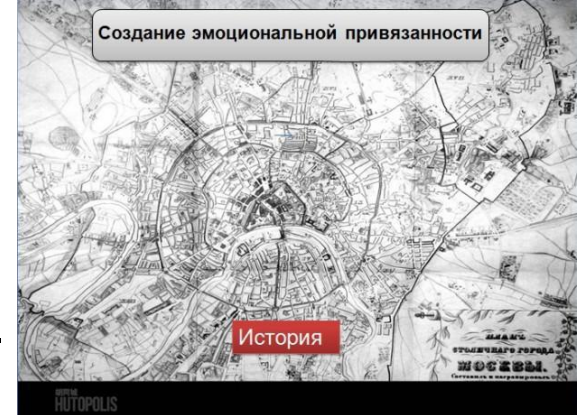 Создание эмоциональной привязанности
История
ПЛАНЪ
СТОЛИЧНАГО ГОРОДА
МОСКВЫ.
HUTOPOLIS